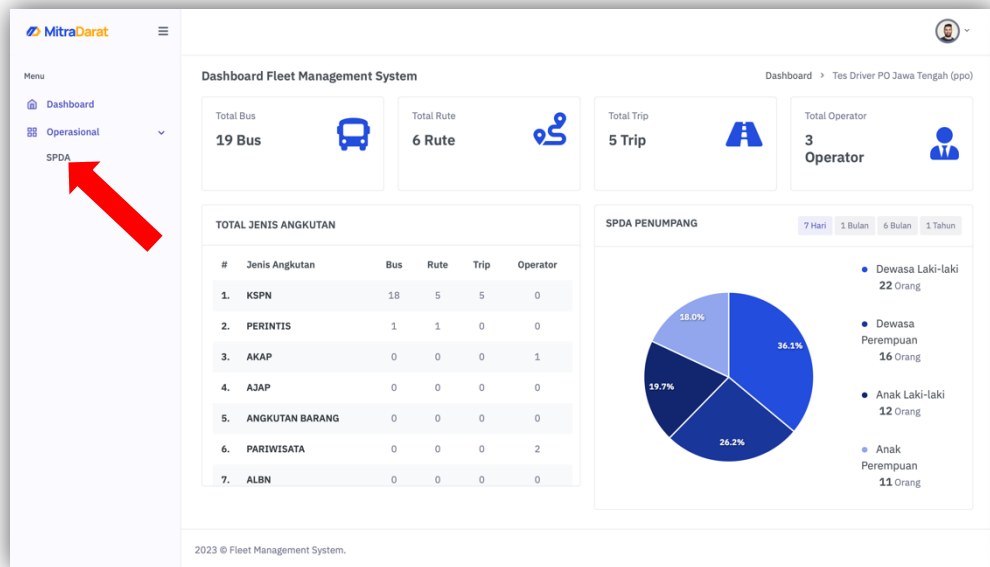 MitraDarat
Menu
Dashboard
Operasional
SPDA
Dashboard Fleet Management System
Dashboard > Tes Driver PO Jawa Tengah (ppo)
Total Bus
19 Bus
Total Rute
6 Rute
Total Trip
5 Trip
Total Operator
3
Operator
TOTAL JENIS ANGKUTAN
# Jenis Angkutan Bus Rute Trip Operator
1. KSPN 18 5 5 0
2. PERINTIS 1 1 0 0
3. AKAP 0 0 0 1
4. AJAP 0 0 0 0
5. ANGKUTAN BARANG 0 0 0 0
6. PARIWISATA 0 0 0 2
7. ALBN 0 0 0 0
SPDA PENUMPANG
7 Hari 1 Bulan 6 Bulan 1 Tahun
18.0%
36.1%
19.7%
26.2%
Dewasa Laki-laki
22 Orang
Dewasa
Perempuan
16 Orang
Anak Laki-laki
12 Orang
Anak
Perempuan
11 Orang
2023 © Fleet Management System.